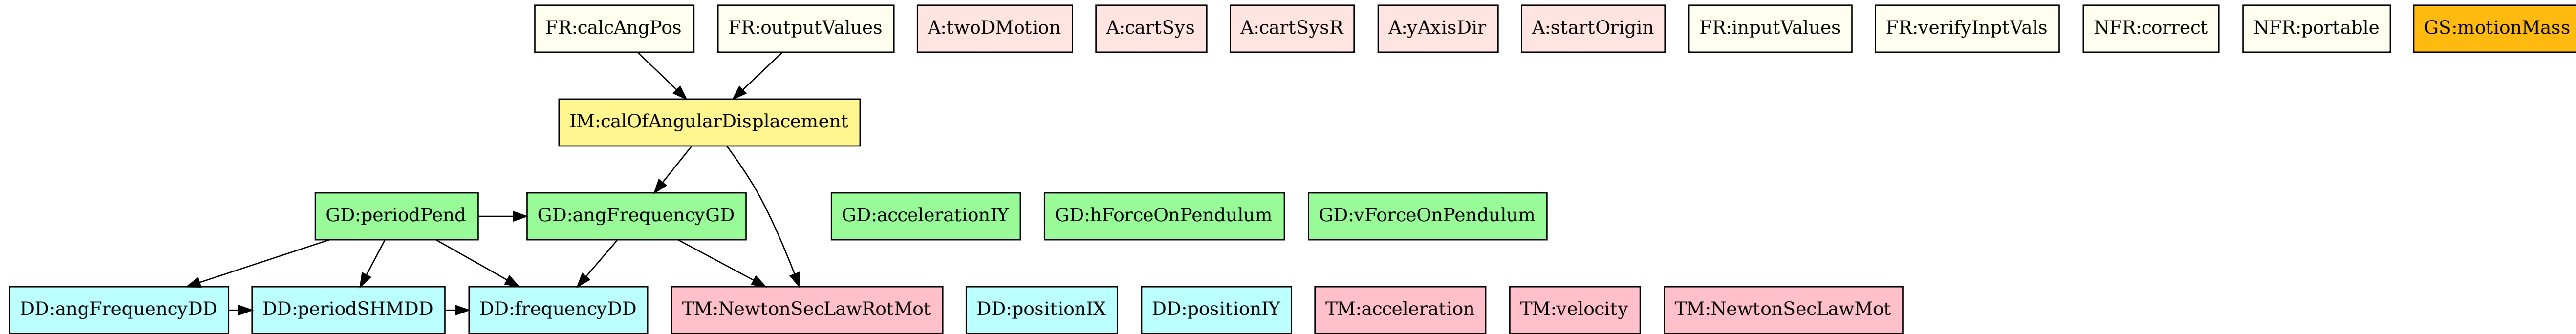 FR:calcAngPos
FR:outputValues
A:twoDMotion
A:cartSys
A:cartSysR
A:yAxisDir
A:startOrigin
FR:inputValues
FR:verifyInptVals
NFR:correct
NFR:portable
GS:motionMass
IM:calOfAngularDisplacement
GD:periodPend
GD:angFrequencyGD
GD:accelerationIY
GD:hForceOnPendulum
GD:vForceOnPendulum
DD:angFrequencyDD
DD:periodSHMDD
DD:frequencyDD
TM:NewtonSecLawRotMot
DD:positionIX
DD:positionIY
TM:acceleration
TM:velocity
TM:NewtonSecLawMot